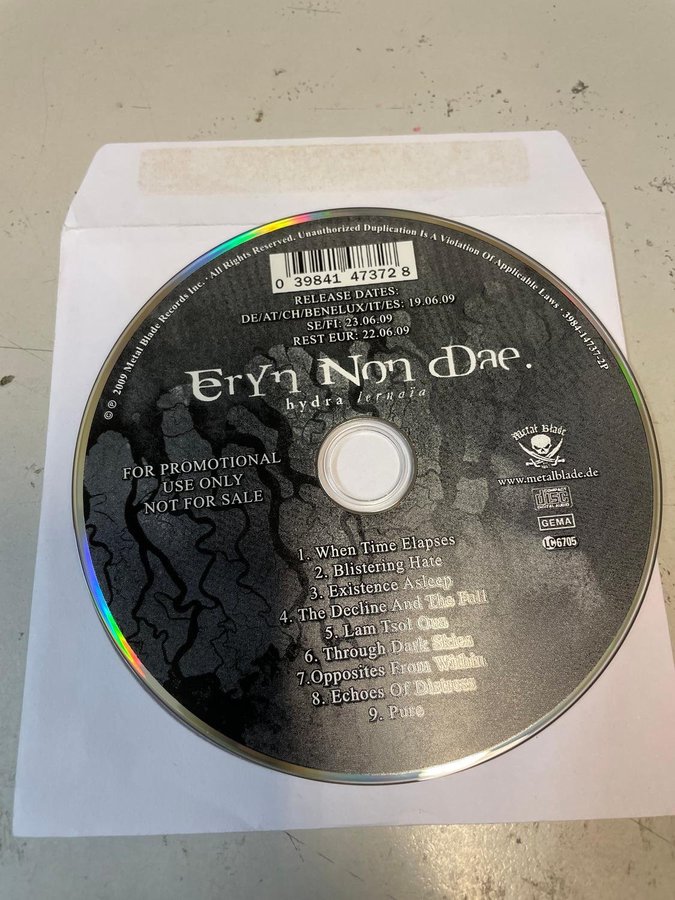 © ℗ 2009 Metal Blade Records Inc. · All Rights Reserved. Unauthorized Duplication Is A Violation Of Applicable Laws · 3984-14737-2P
0 39841 47372 8
RELEASE DATES:
DE/AT/CH/BENELUX/IT/ES: 19.06.09
SE/FI: 23.06.09
REST EUR: 22.06.09
Eryn Non Dae.
hydra lernaïa
FOR PROMOTIONAL
USE ONLY
NOT FOR SALE
Metal Blade
www.metalblade.de
COMPACT
disc
DIGITAL AUDIO
GEMA
LC 6705
1. When Time Elapses
2. Blistering Hate
3. Existence Asleep
4. The Decline And The Fall
5. Lam Tsol Oua
6. Through Dark Skies
7.Opposites From Within
8. Echoes Of Distress
9. Pure